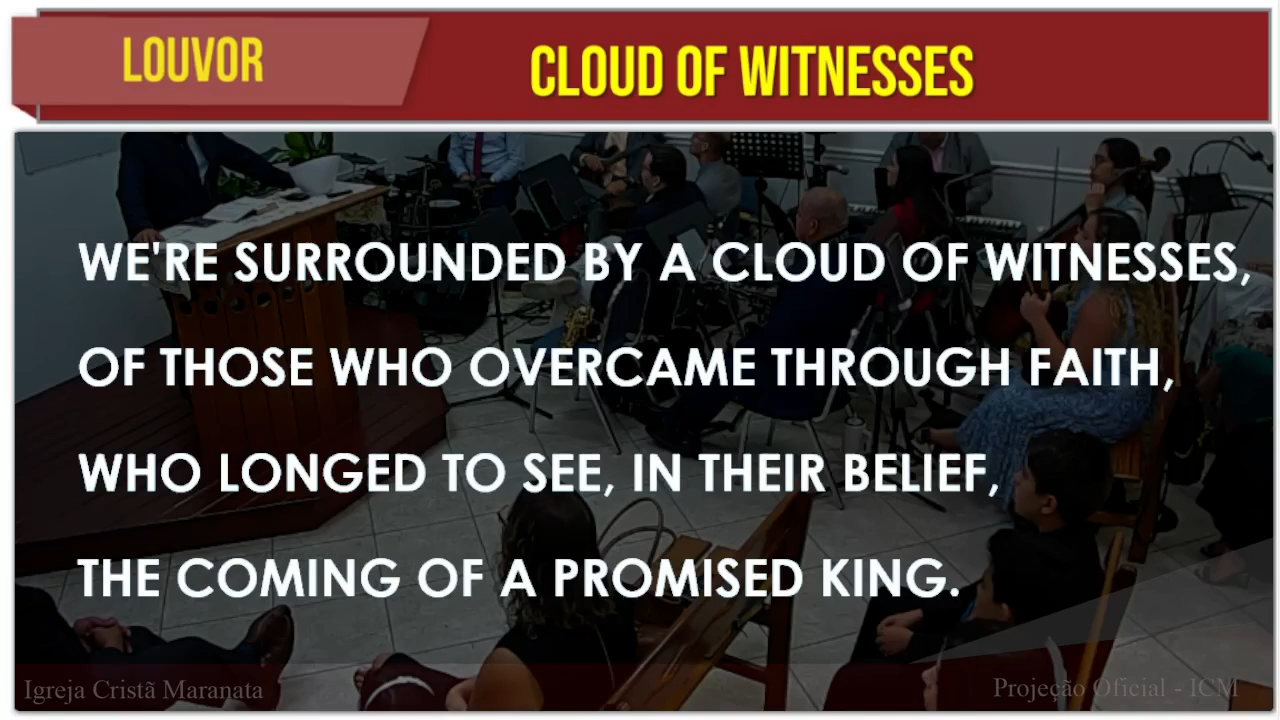 LOUVOR
CLOUD OF WITNESSES
WE'RE SURROUNDED BY A CLOUD OF WITNESSES,
OF THOSE WHO OVERCAME THROUGH FAITH,
WHO LONGED TO SEE, IN THEIR BELIEF,
THE COMING OF A PROMISED KING.
Igreja Cristã Maranata
Projeção Oficial - ICM